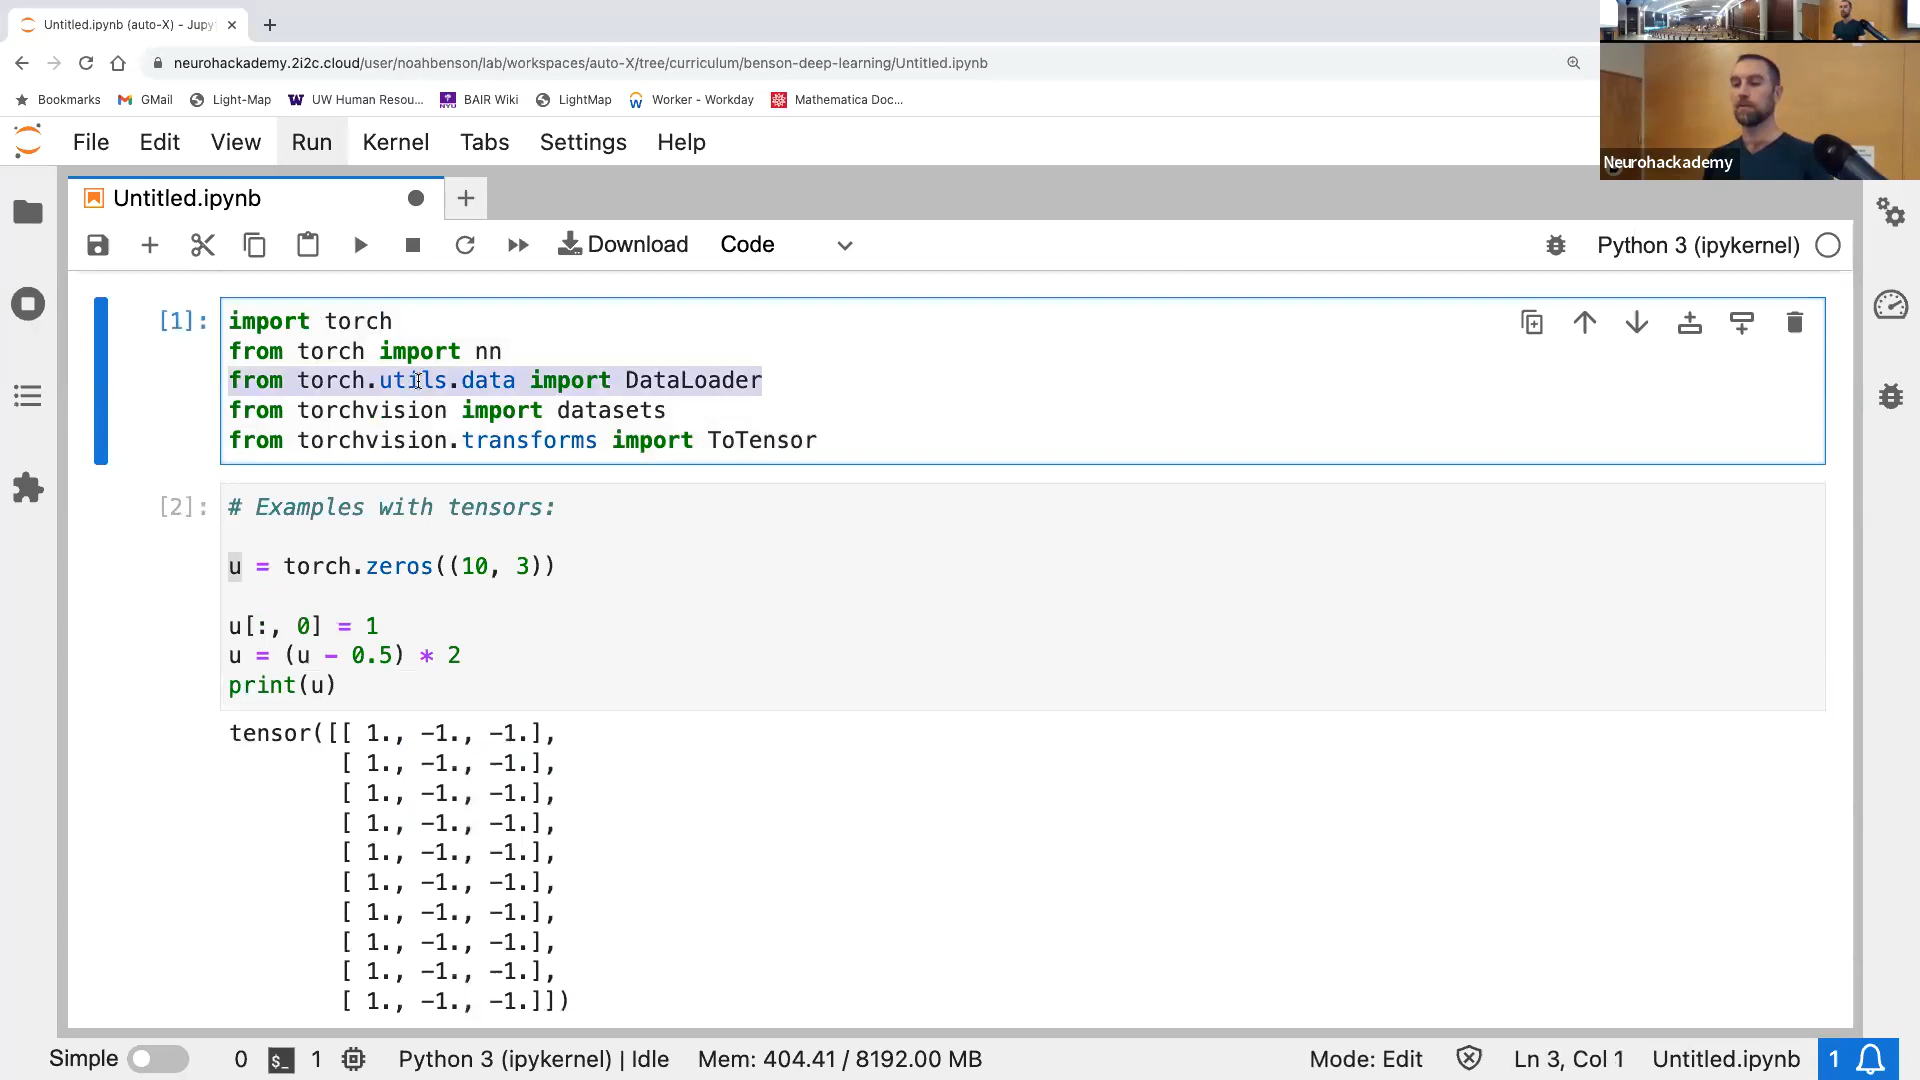 Untitled.ipynb (auto-X) - Jupy
neurohackademy.2i2c.cloud/user/noahbenson/lab/workspaces/auto-X/tree/curriculum/benson-deep-learning/Untitled.ipynb
Bookmarks GMail Light-Map UW Human Resou... BAIR Wiki LightMap Worker - Workday Mathematica Doc...
File Edit View Run Kernel Tabs Settings Help
Neurohackademy
Untitled.ipynb
Download Code Python 3 (ipykernel)
[1]: import torch
from torch import nn
from torch.utils.data import DataLoader
from torchvision import datasets
from torchvision.transforms import ToTensor
[2]: # Examples with tensors:
u = torch.zeros((10, 3))
u[:, 0] = 1
u = (u - 0.5) * 2
print(u)
tensor([[ 1., -1., -1.],
[ 1., -1., -1.],
[ 1., -1., -1.],
[ 1., -1., -1.],
[ 1., -1., -1.],
[ 1., -1., -1.],
[ 1., -1., -1.],
[ 1., -1., -1.],
[ 1., -1., -1.],
[ 1., -1., -1.]])
Simple 0 $_ 1 Python 3 (ipykernel) | Idle Mem: 404.41 / 8192.00 MB Mode: Edit Ln 3, Col 1 Untitled.ipynb 1